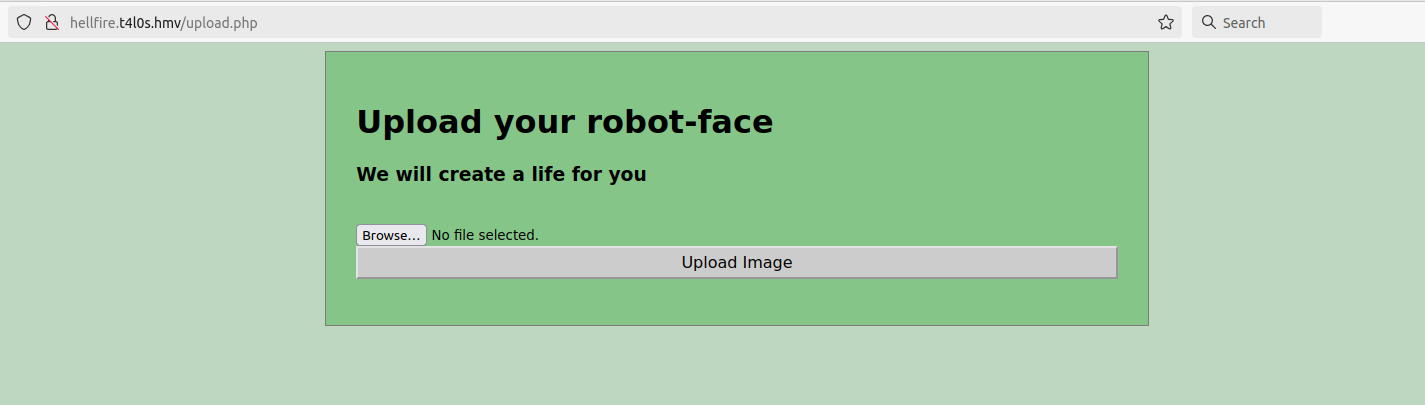 hellfire.t4l0s.hmv/upload.php
Search
Upload your robot-face
We will create a life for you
Browse... No file selected.
Upload Image